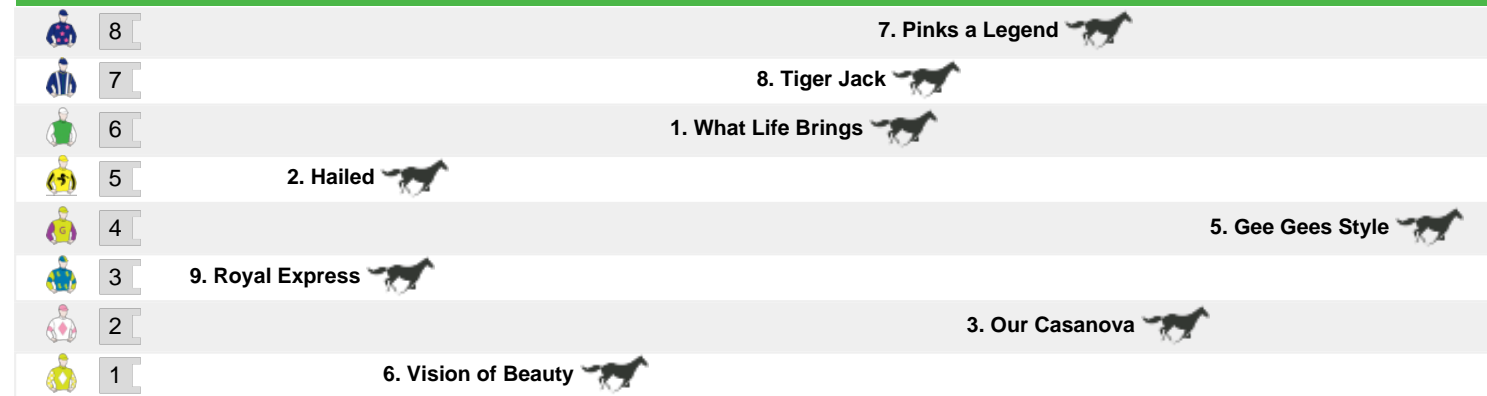 8 7. Pinks a Legend
7 8. Tiger Jack
6 1. What Life Brings
5 2. Hailed
G 4 5. Gee Gees Style
3 9. Royal Express
2 3. Our Casanova
1 6. Vision of Beauty